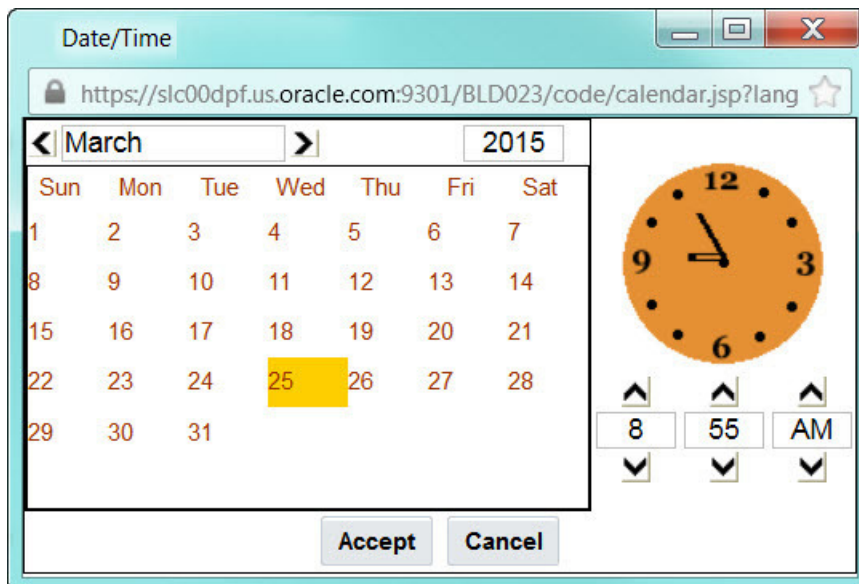 Date/Time
https://slc00dpf.us.oracle.com:9301/BLD023/code/calendar.jsp?lang
March 2015
Sun Mon Tue Wed Thu Fri Sat
1 2 3 4 5 6 7
8 9 10 11 12 13 14
15 16 17 18 19 20 21
22 23 24 25 26 27 28
29 30 31
12
9 3
6
8 55 AM
Accept Cancel